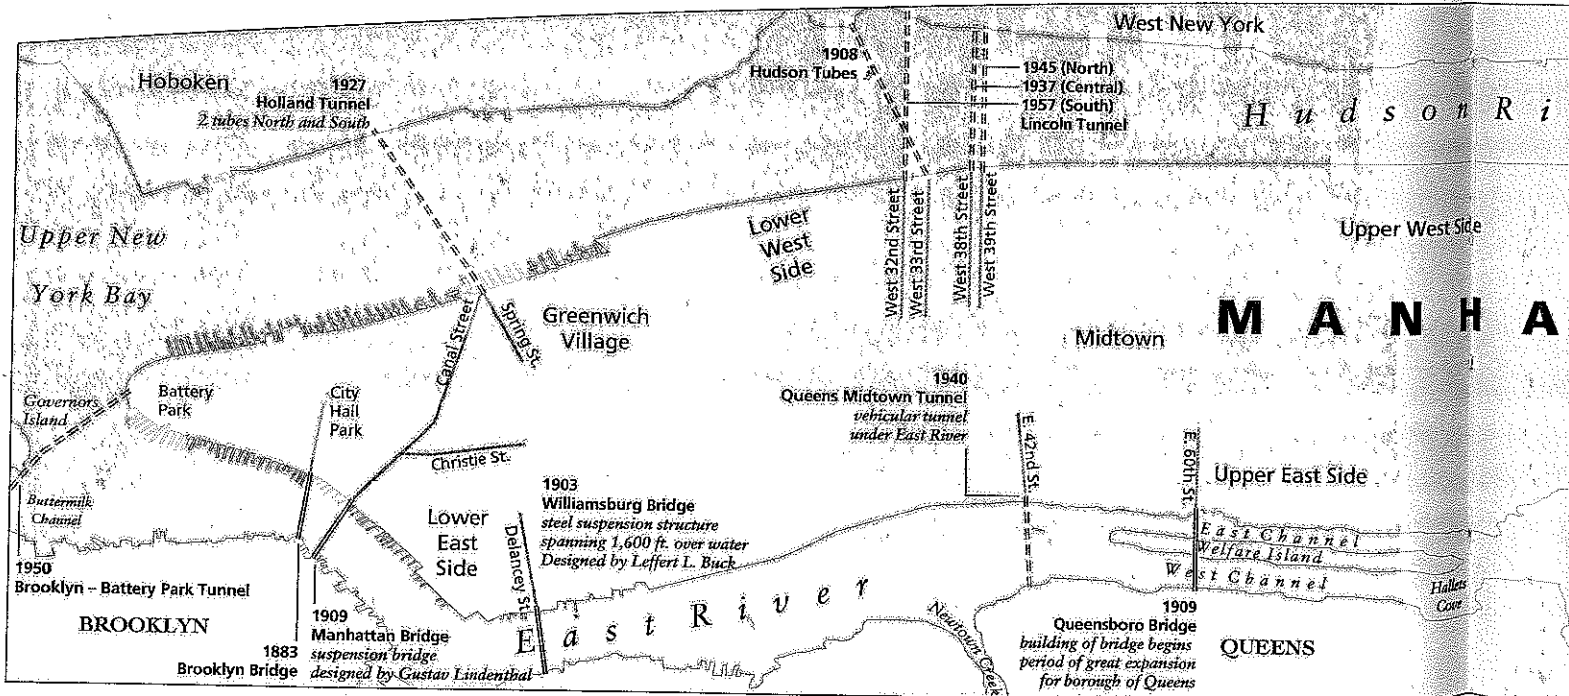 West New York
Hoboken
1927
Holland Tunnel
2 tubes North and South
1908
Hudson Tubes
1945 (North)
1937 (Central)
1957 (South)
Lincoln Tunnel
Hudson Ri
Upper New
York Bay
Lower
West
Side
West 32nd Street
West 33rd Street
West 38th Street
West 39th Street
Upper West Side
Canal Street
Spring St.
Greenwich
Village
MANHA
Midtown
Governors
Island
Battery
Park
City
Hall
Park
1940
Queens Midtown Tunnel
vehicular tunnel
under East River
E. 42nd St.
E. 60th St.
Upper East Side
Christie St.
Buttermilk
Channel
Lower
East
Side
Delancey St.
1903
Williamsburg Bridge
steel suspension structure
spanning 1,600 ft. over water
Designed by Leffert L. Buck
East Channel
Welfare Island
West Channel
Hallets
Cove
1950
Brooklyn – Battery Park Tunnel
BROOKLYN
1883
Brooklyn Bridge
1909
Manhattan Bridge
suspension bridge
designed by Gustav Lindenthal
East River
Newtown Creek
1909
Queensboro Bridge
building of bridge begins
period of great expansion
for borough of Queens
QUEENS